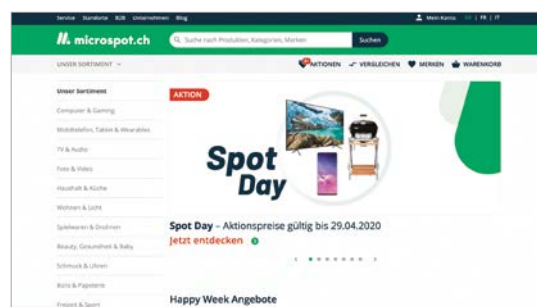 Service Standorte B2B Unternehmen Blog
Mein Konto DE | FR | IT
microspot.ch
Suche nach Produkten, Kategorien, Marken
Suchen
UNSER SORTIMENT
AKTIONEN
VERGLEICHEN
MERKEN
WARENKORB
Unser Sortiment
Computer & Gaming
Mobiltelefon, Tablet & Wearables
TV & Audio
Foto & Video
Haushalt & Küche
Wohnen & Licht
Spielwaren & Drohnen
Beauty, Gesundheit & Baby
Schmuck & Uhren
Büro & Papeterie
Freizeit & Sport
AKTION
Spot
Day
Spot Day – Aktionspreise gültig bis 29.04.2020
Jetzt entdecken
Happy Week Angebote